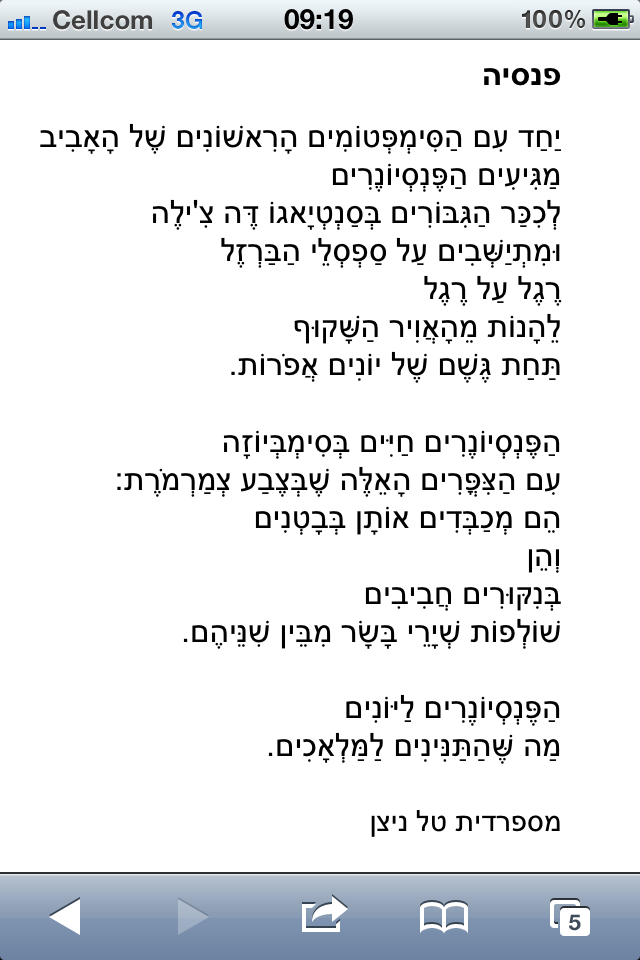 Cellcom 3G 09:19 100%
פנסיה
יַחַד עִם הַסִּימְפְּטוֹמִים הָרִאשׁוֹנִים שֶׁל הָאָבִיב
מַגִּיעִים הַפֶּנְסְיוֹנֶרִים
לְכִכַּר הַגִּבּוֹרִים בְּסַנְטְיָאגוֹ דֶּה צִ'ילֶה
וּמִתְיַשְּׁבִים עַל סַפְסְלֵי הַבַּרְזֶל
רֶגֶל עַל רֶגֶל
לֵהָנוֹת מֵהָאֲוִיר הַשָּׁקוּף
תַּחַת גֶּשֶׁם שֶׁל יוֹנִים אֲפֹרוֹת.
הַפֶּנְסְיוֹנֶרִים חַיִּים בְּסִימְבְּיוֹזָה
עִם הַצִּפֳּרִים הָאֵלֶּה שֶׁבְּצֶבַע צְמַרְמֹרֶת:
הֵם מְכַבְּדִים אוֹתָן בְּבָטְנִים
וְהֵן
בְּנִקּוּרִים חֲבִיבִים
שׁוֹלְפוֹת שְׁיָרֵי בָּשָׂר מִבֵּין שִׁנֵּיהֶם.
הַפֶּנְסְיוֹנֶרִים לַיּוֹנִים
מַה שֶּׁהַתַּנִּינִים לַמַּלְאָכִים.
מספרדית טל ניצן
5